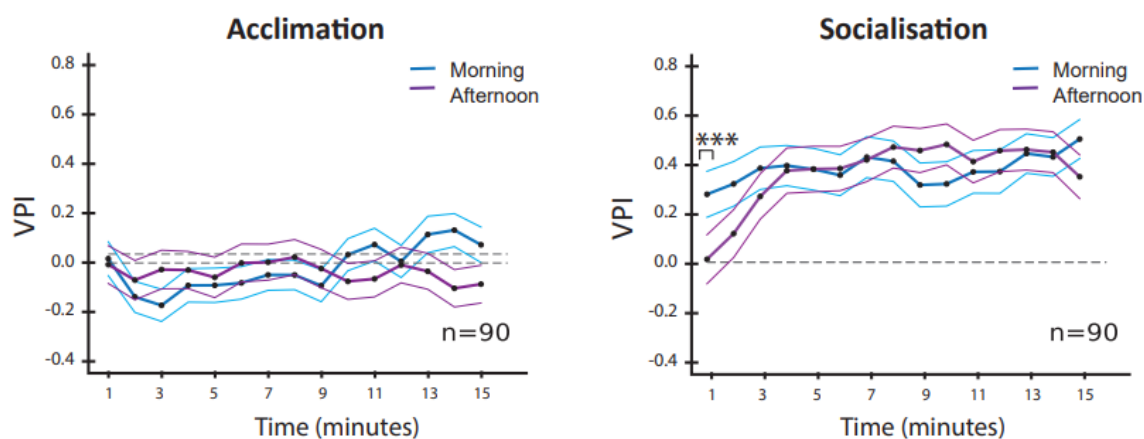 Acclimation
VPI
0.8
0.6
0.4
0.2
0.0
-0.2
-0.4
Morning
Afternoon
n=90
1 3 5 7 9 11 13 15
Time (minutes)
Socialisation
VPI
0.8
0.6
0.4
0.2
0.0
-0.2
-0.4
Morning
Afternoon
***
n=90
1 3 5 7 9 11 13 15
Time (minutes)